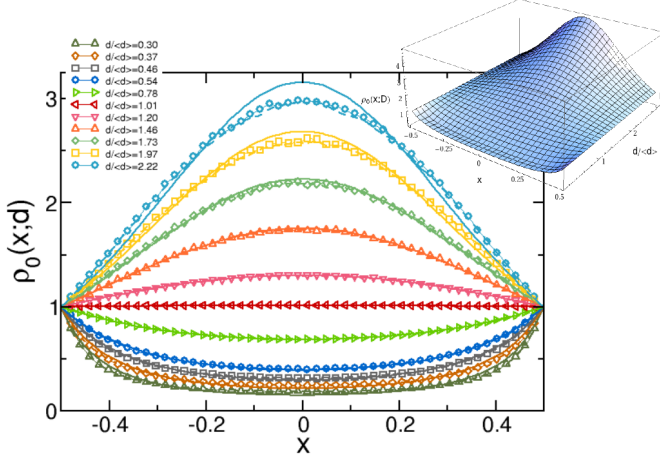 d/<d>=0.30
d/<d>=0.37
d/<d>=0.46
d/<d>=0.54
d/<d>=0.78
d/<d>=1.01
d/<d>=1.20
d/<d>=1.46
d/<d>=1.73
d/<d>=1.97
d/<d>=2.22
3
2
1
0
ρ₀(x;d)
-0.4
-0.2
0
0.2
0.4
x
4
3
2
1
ρ₀(x;D)
-0.5
-0.25
0
0.25
0.5
x
1
2
d/<d>